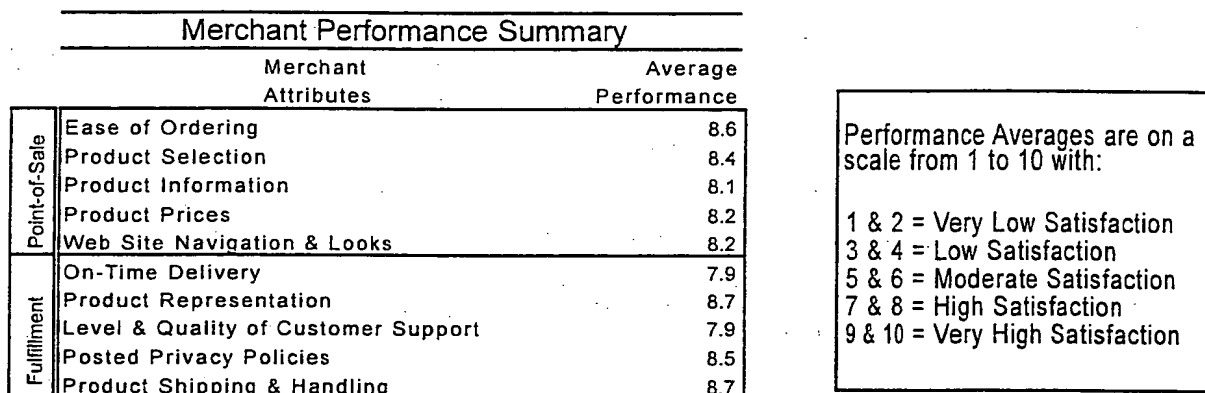 Merchant Performance Summary
Merchant Average
Attributes Performance
Point-of-Sale
Ease of Ordering 8.6
Product Selection 8.4
Product Information 8.1
Product Prices 8.2
Web Site Navigation & Looks 8.2
Fulfillment
On-Time Delivery 7.9
Product Representation 8.7
Level & Quality of Customer Support 7.9
Posted Privacy Policies 8.5
Product Shipping & Handling 8.7
Performance Averages are on a
scale from 1 to 10 with:
1 & 2 = Very Low Satisfaction
3 & 4 = Low Satisfaction
5 & 6 = Moderate Satisfaction
7 & 8 = High Satisfaction
9 & 10 = Very High Satisfaction